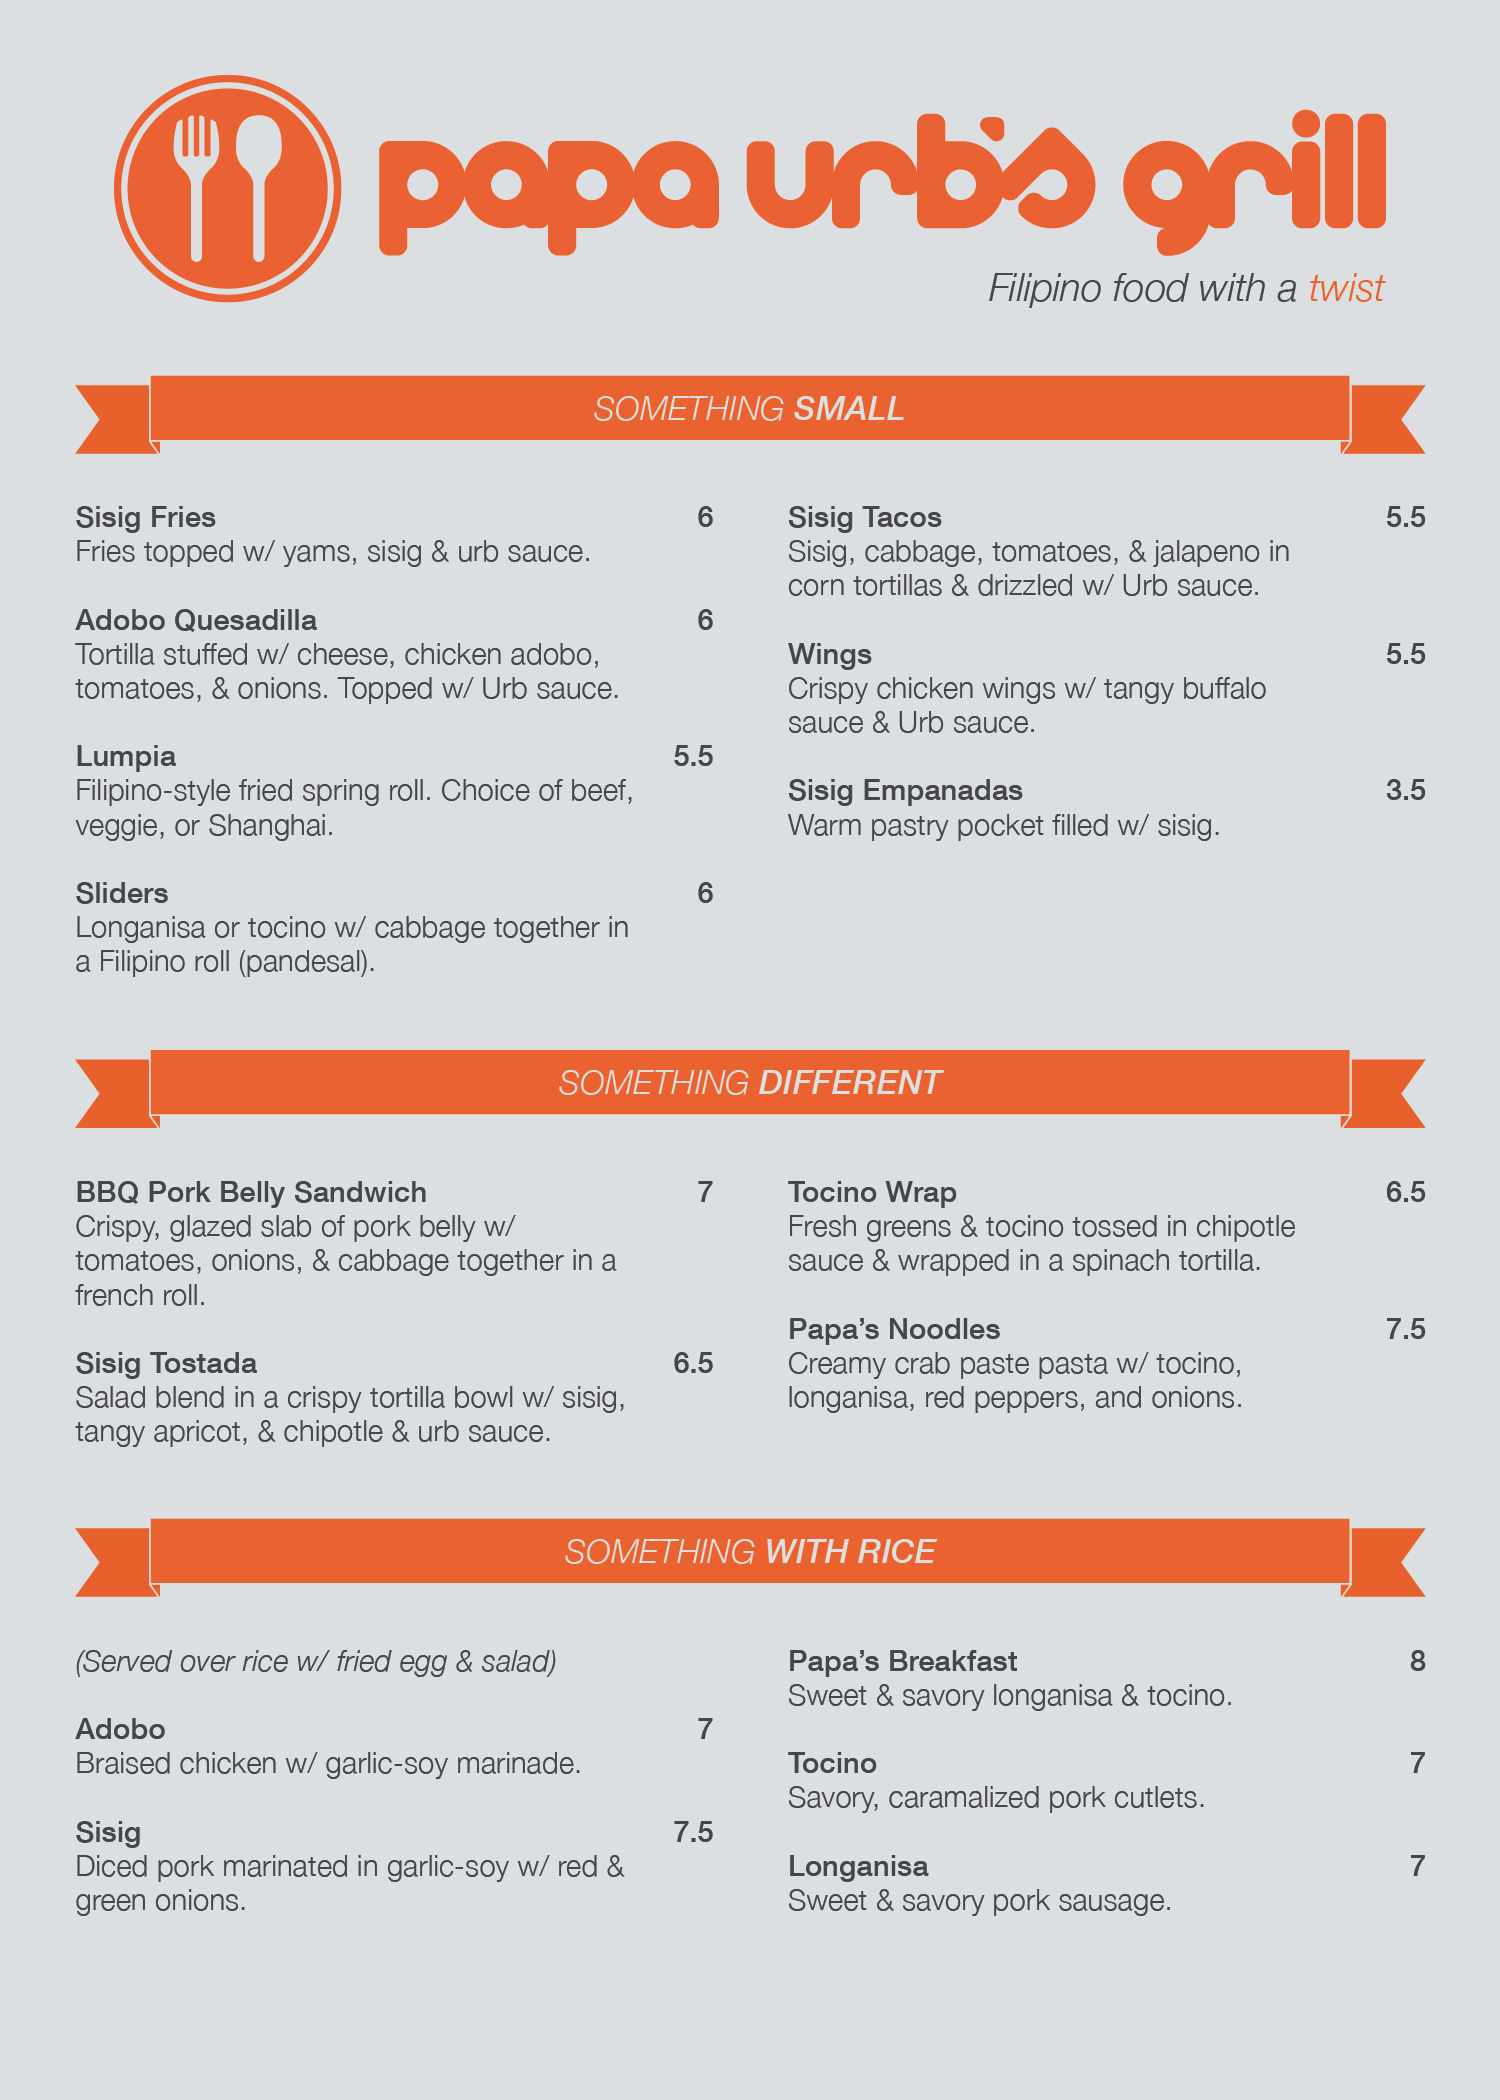 papa urb's grill
Filipino food with a twist
SOMETHING SMALL
Sisig Fries 6
Fries topped w/ yams, sisig & urb sauce.
Adobo Quesadilla 6
Tortilla stuffed w/ cheese, chicken adobo,
tomatoes, & onions. Topped w/ Urb sauce.
Lumpia 5.5
Filipino-style fried spring roll. Choice of beef,
veggie, or Shanghai.
Sliders 6
Longanisa or tocino w/ cabbage together in
a Filipino roll (pandesal).
Sisig Tacos 5.5
Sisig, cabbage, tomatoes, & jalapeno in
corn tortillas & drizzled w/ Urb sauce.
Wings 5.5
Crispy chicken wings w/ tangy buffalo
sauce & Urb sauce.
Sisig Empanadas 3.5
Warm pastry pocket filled w/ sisig.
SOMETHING DIFFERENT
BBQ Pork Belly Sandwich 7
Crispy, glazed slab of pork belly w/
tomatoes, onions, & cabbage together in a
french roll.
Sisig Tostada 6.5
Salad blend in a crispy tortilla bowl w/ sisig,
tangy apricot, & chipotle & urb sauce.
Tocino Wrap 6.5
Fresh greens & tocino tossed in chipotle
sauce & wrapped in a spinach tortilla.
Papa’s Noodles 7.5
Creamy crab paste pasta w/ tocino,
longanisa, red peppers, and onions.
SOMETHING WITH RICE
(Served over rice w/ fried egg & salad)
Adobo 7
Braised chicken w/ garlic-soy marinade.
Sisig 7.5
Diced pork marinated in garlic-soy w/ red &
green onions.
Papa’s Breakfast 8
Sweet & savory longanisa & tocino.
Tocino 7
Savory, caramalized pork cutlets.
Longanisa 7
Sweet & savory pork sausage.